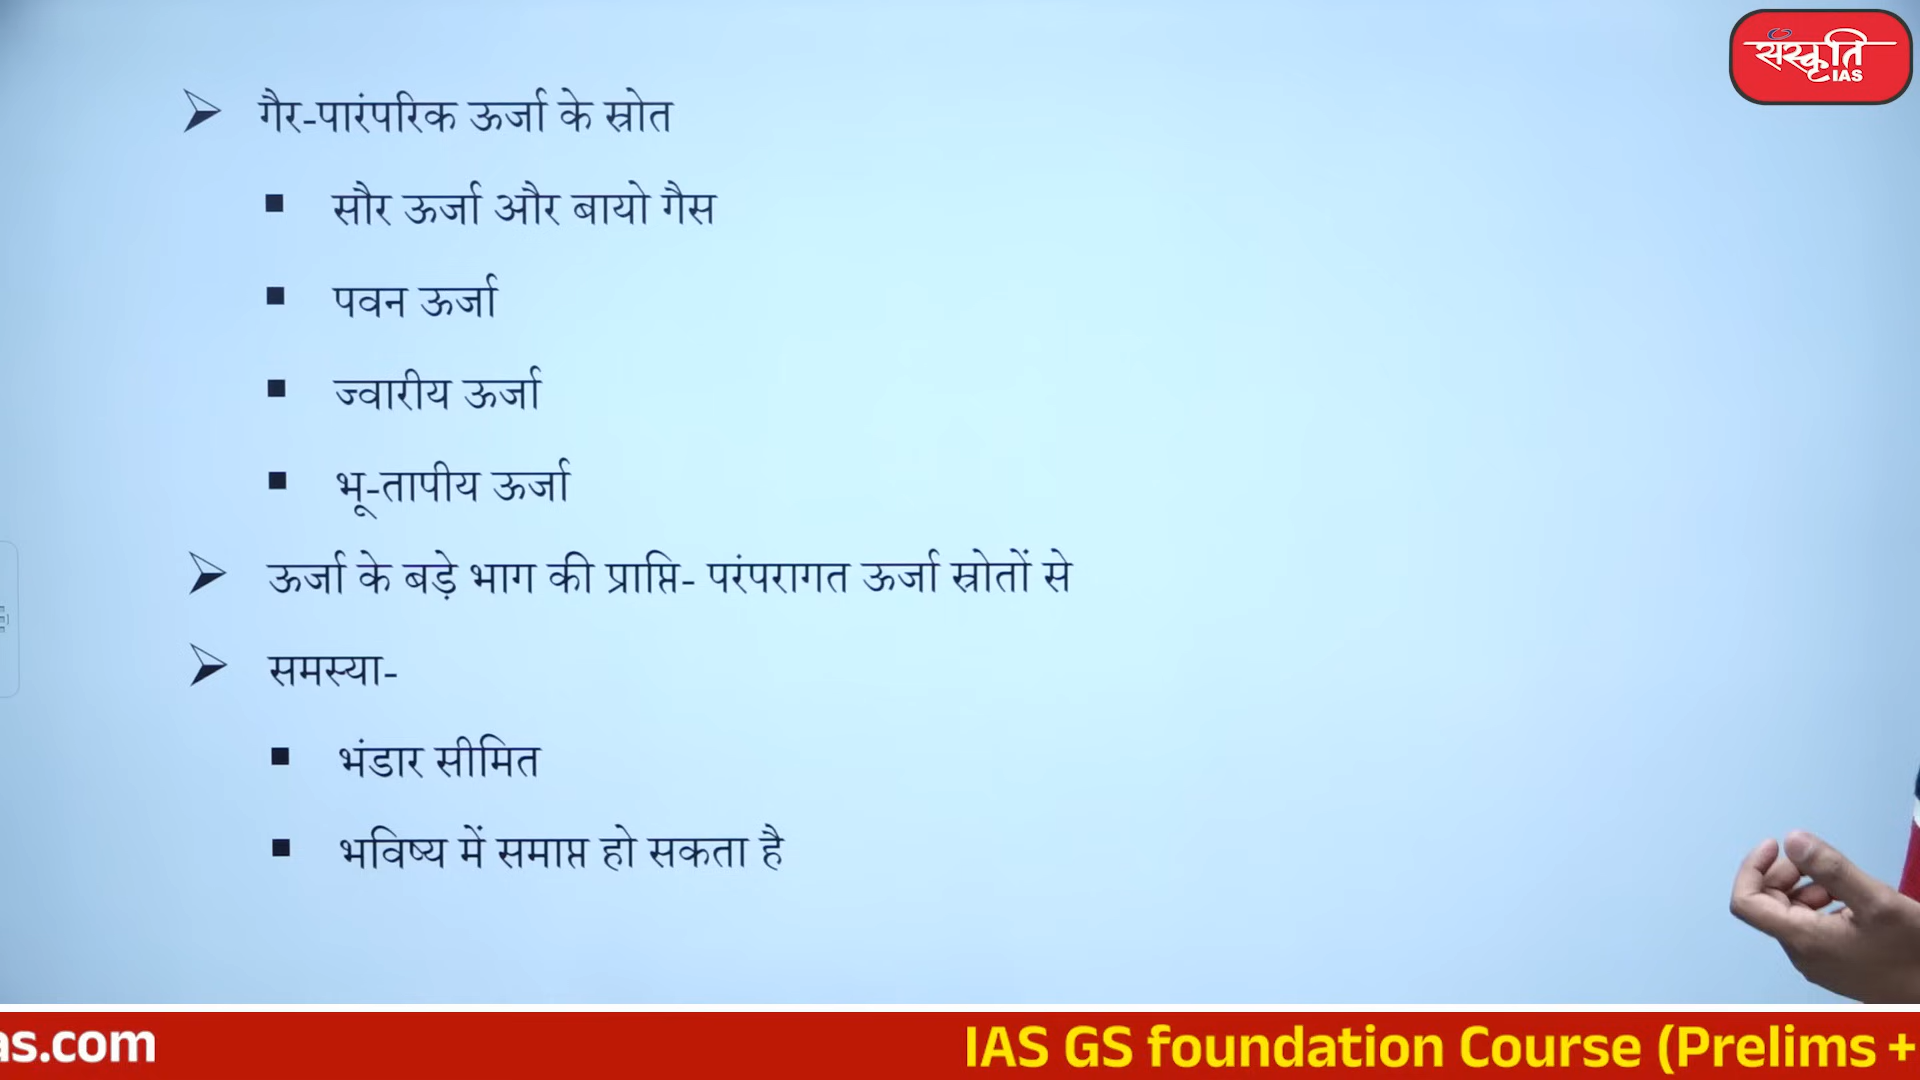 संस्कृति
IAS
गैर-पारंपरिक ऊर्जा के स्रोत
सौर ऊर्जा और बायो गैस
पवन ऊर्जा
ज्वारीय ऊर्जा
भू-तापीय ऊर्जा
ऊर्जा के बड़े भाग की प्राप्ति- परंपरागत ऊर्जा स्रोतों से
समस्या-
भंडार सीमित
भविष्य में समाप्त हो सकता है
as.com IAS GS foundation Course (Prelims +